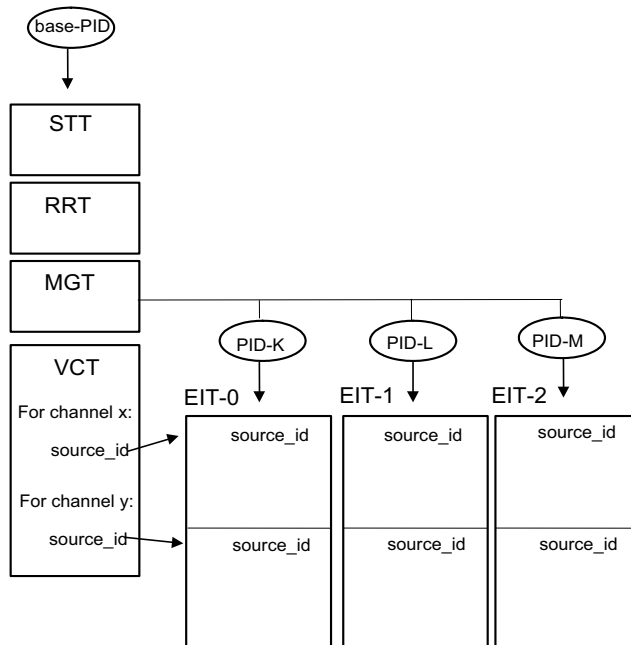 base-PID
STT
RRT
MGT
PID-K
PID-L
PID-M
VCT
For channel x:
source_id
For channel y:
source_id
EIT-0
source_id
source_id
EIT-1
source_id
source_id
EIT-2
source_id
source_id